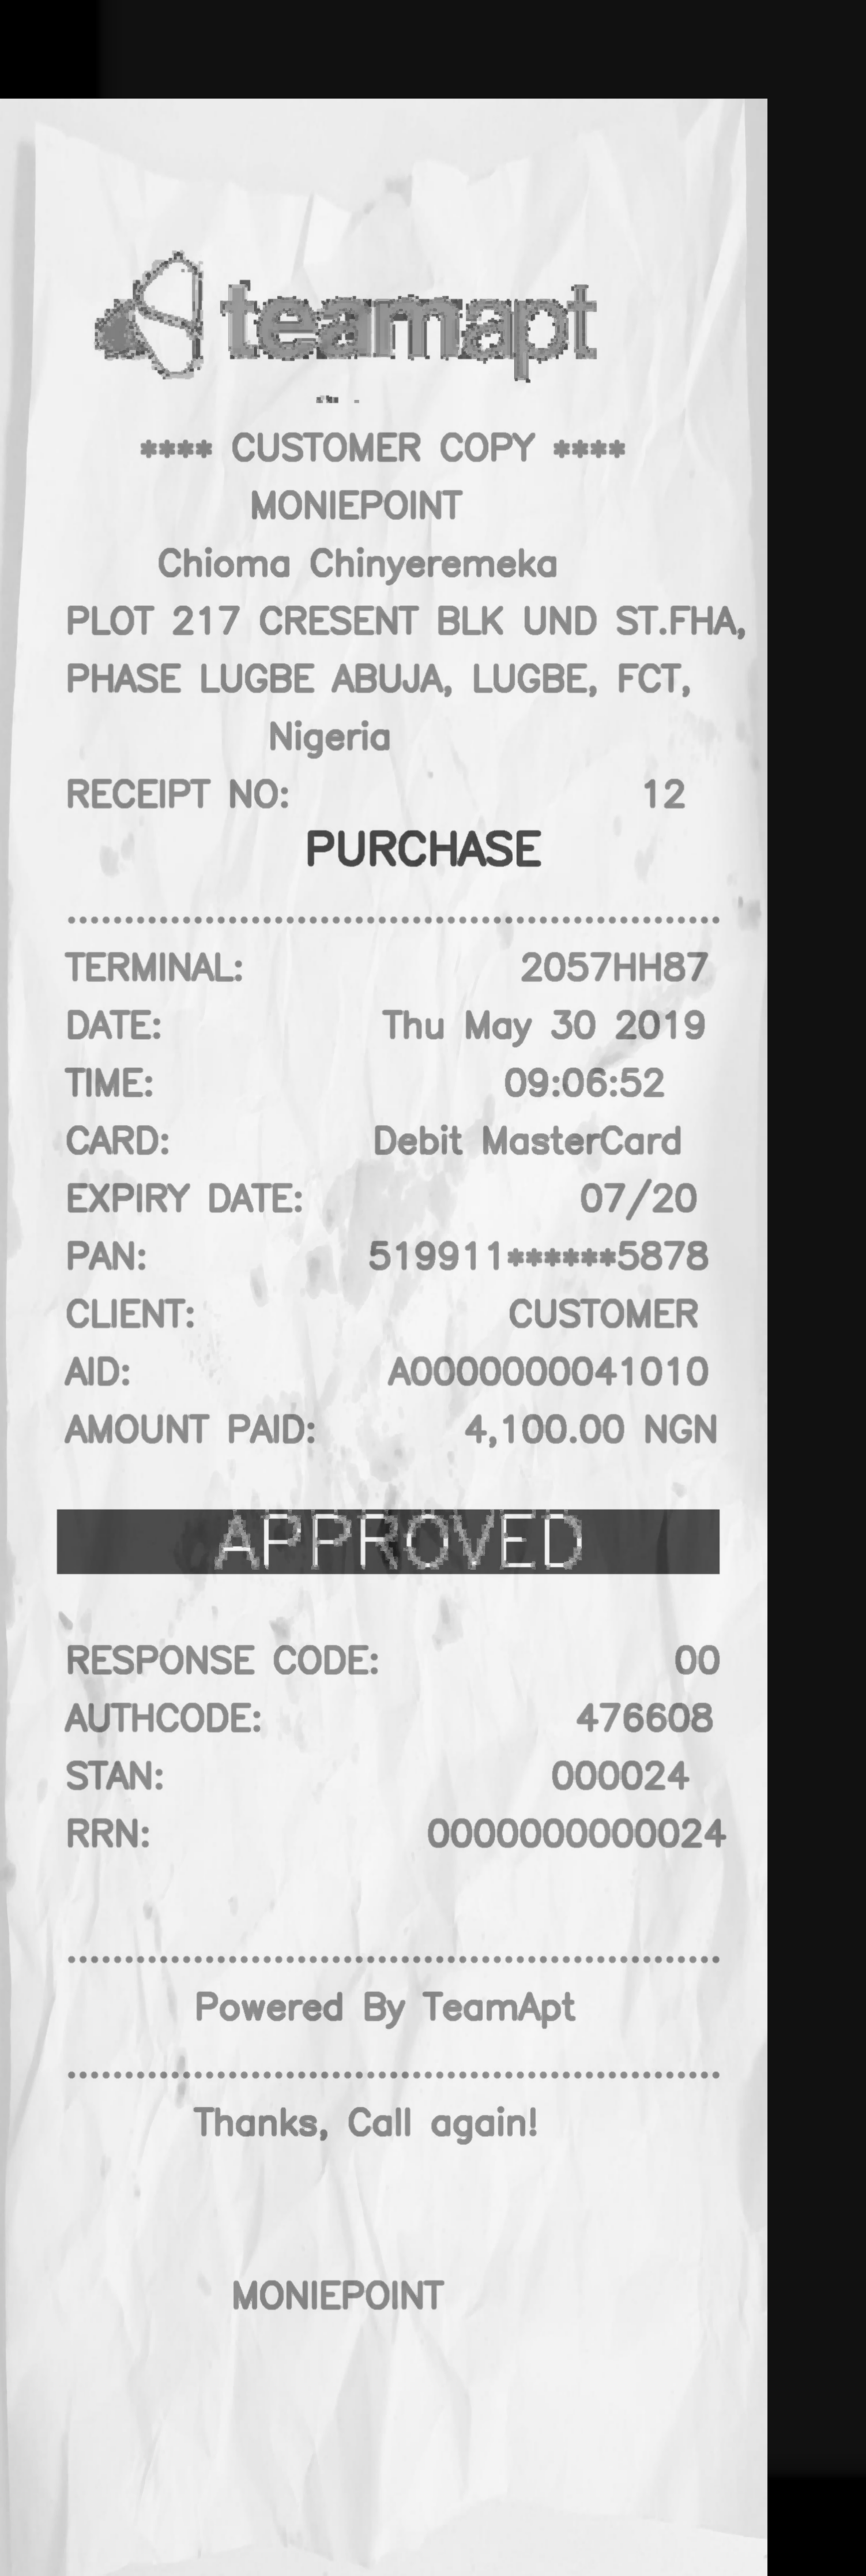 teamapt
**** CUSTOMER COPY ****
MONIEPOINT
Chioma Chinyeremeka
PLOT 217 CRESENT BLK UND ST.FHA,
PHASE LUGBE ABUJA, LUGBE, FCT,
Nigeria
RECEIPT NO: 12
PURCHASE
TERMINAL: 2057HH87
DATE: Thu May 30 2019
TIME: 09:06:52
CARD: Debit MasterCard
EXPIRY DATE: 07/20
PAN: 519911******5878
CLIENT: CUSTOMER
AID: A0000000041010
AMOUNT PAID: 4,100.00 NGN
APPROVED
RESPONSE CODE: 00
AUTHCODE: 476608
STAN: 000024
RRN: 0000000000024
Powered By TeamApt
Thanks, Call again!
MONIEPOINT